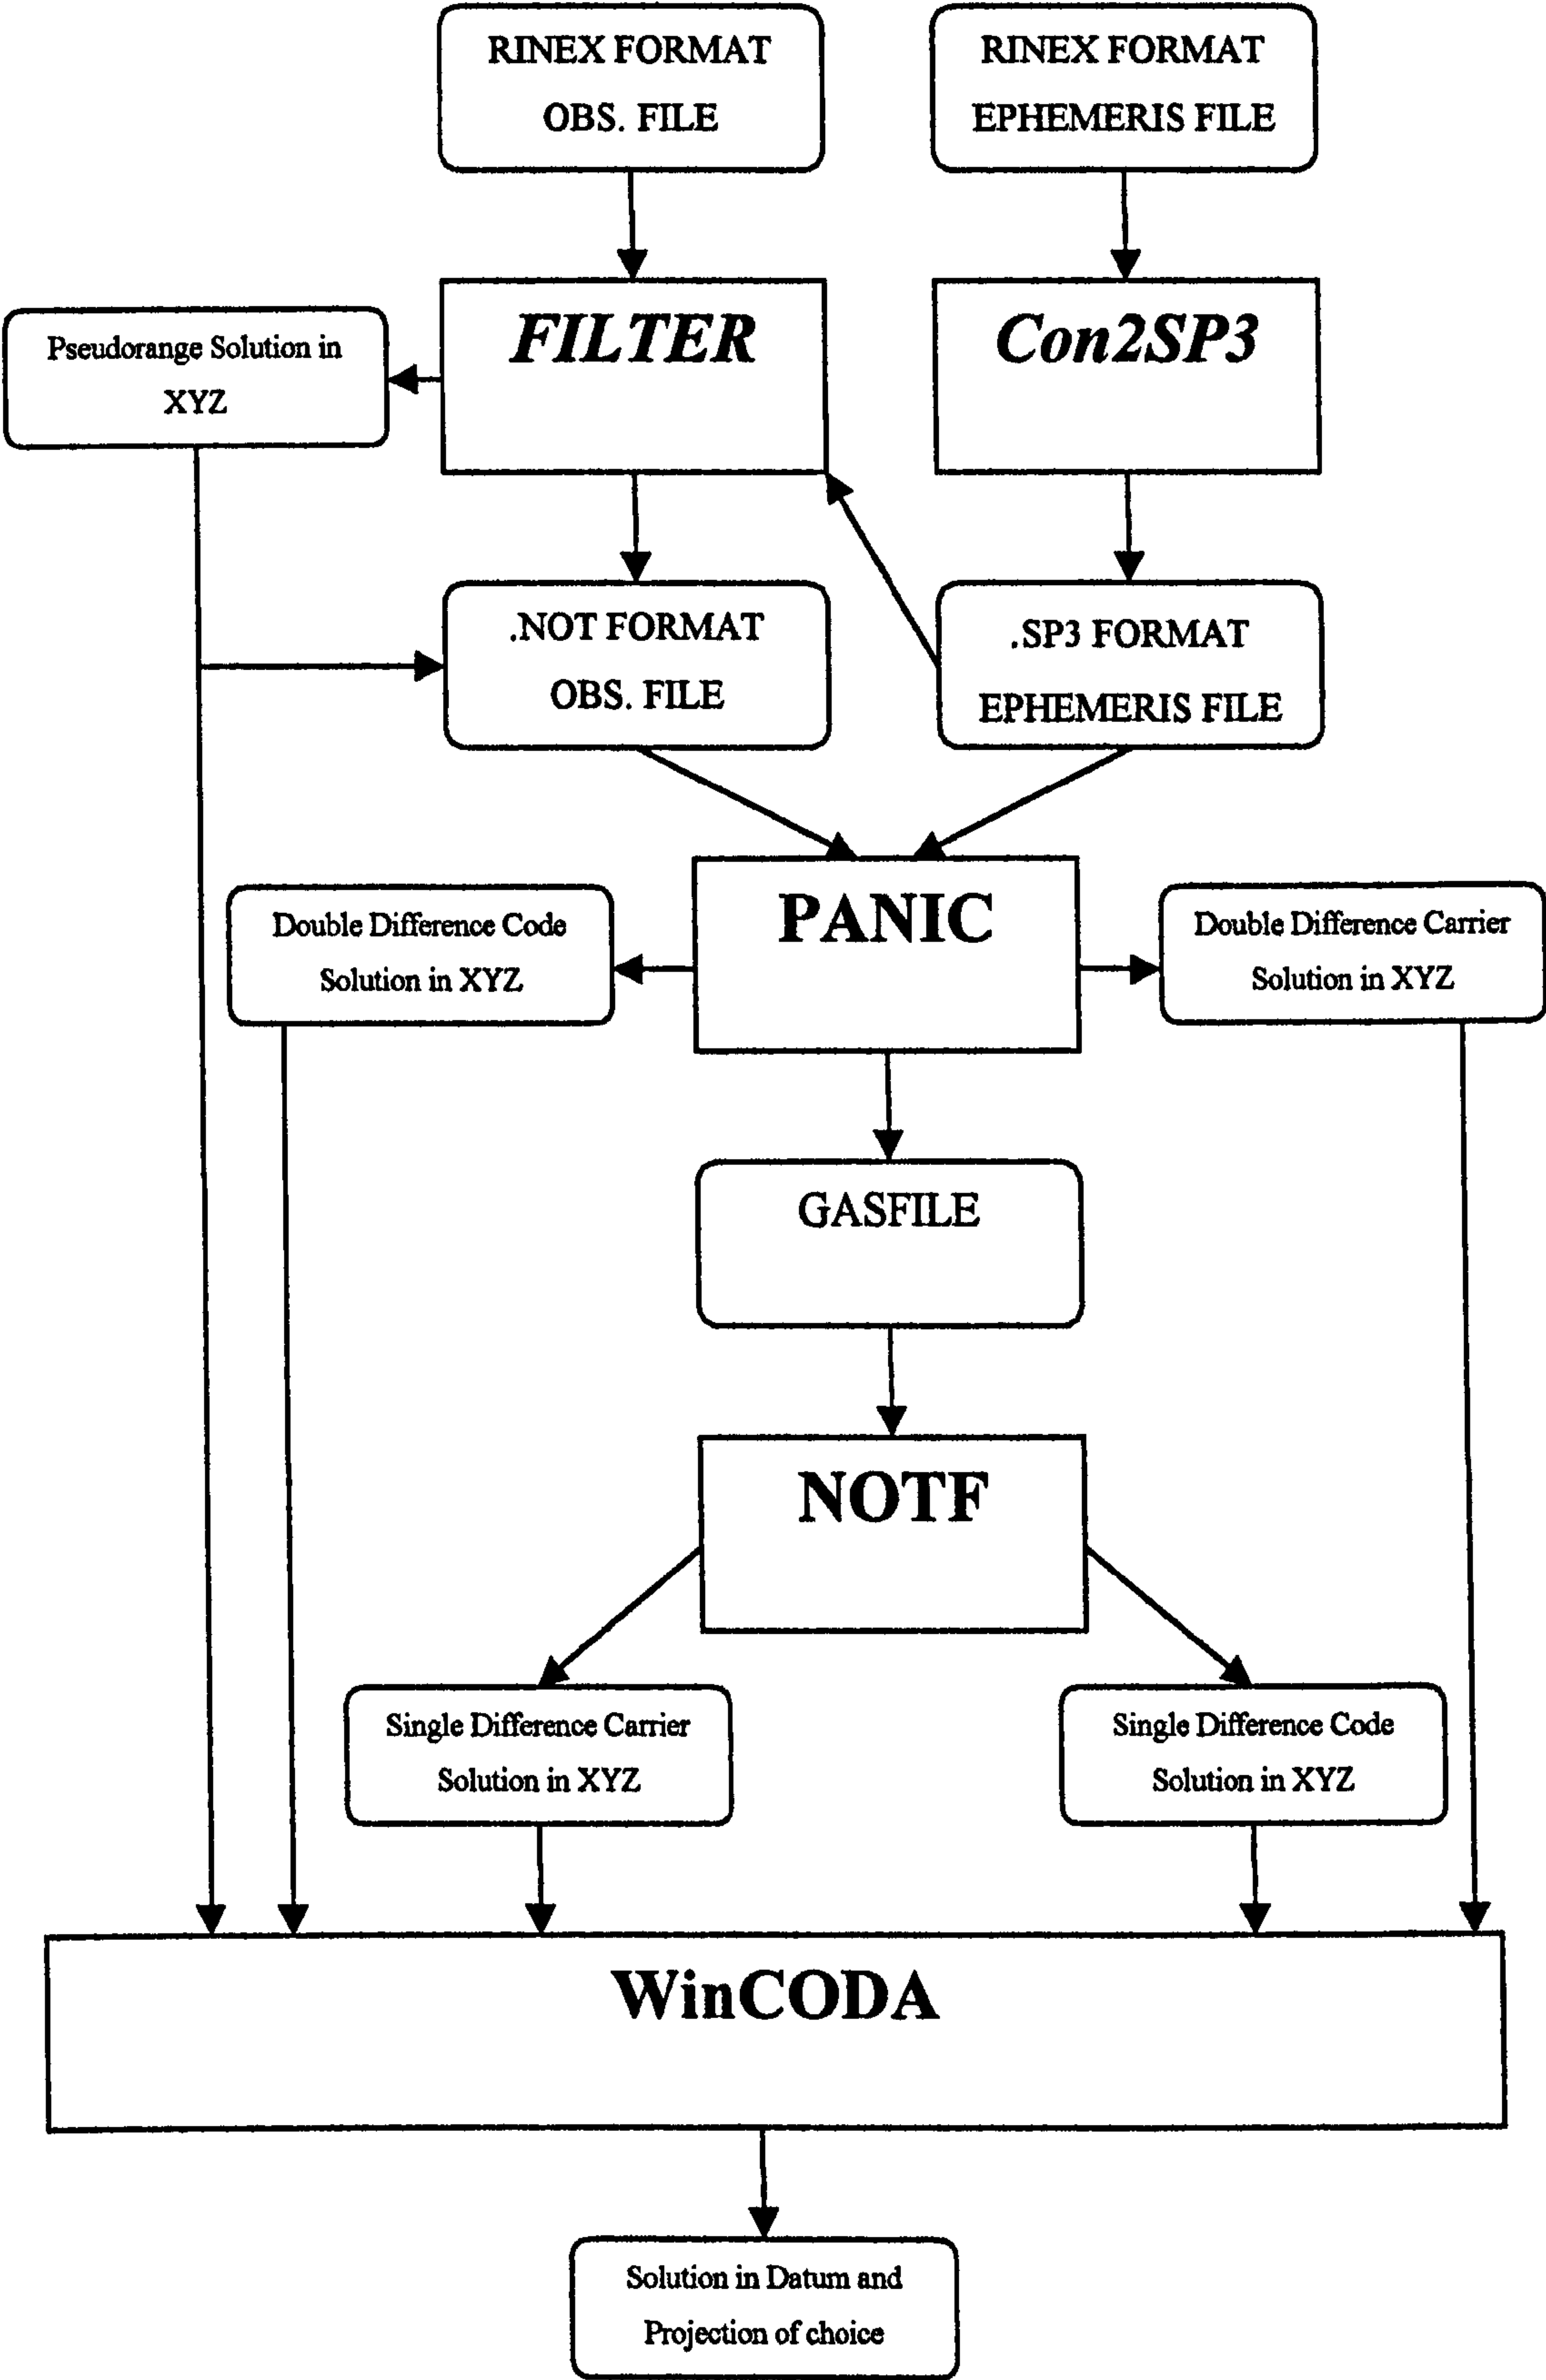 RINEX FORMAT
OBS. FILE
RINEX FORMAT
EPHEMERIS FILE
Pseudorange Solution in
XYZ
FILTER
Con2SP3
.NOT FORMAT
OBS. FILE
.SP3 FORMAT
EPHEMERIS FILE
Double Difference Code
Solution in XYZ
PANIC
Double Difference Carrier
Solution in XYZ
GASFILE
NOTF
Single Difference Carrier
Solution in XYZ
Single Difference Code
Solution in XYZ
WinCODA
Solution in Datum and
Projection of choice